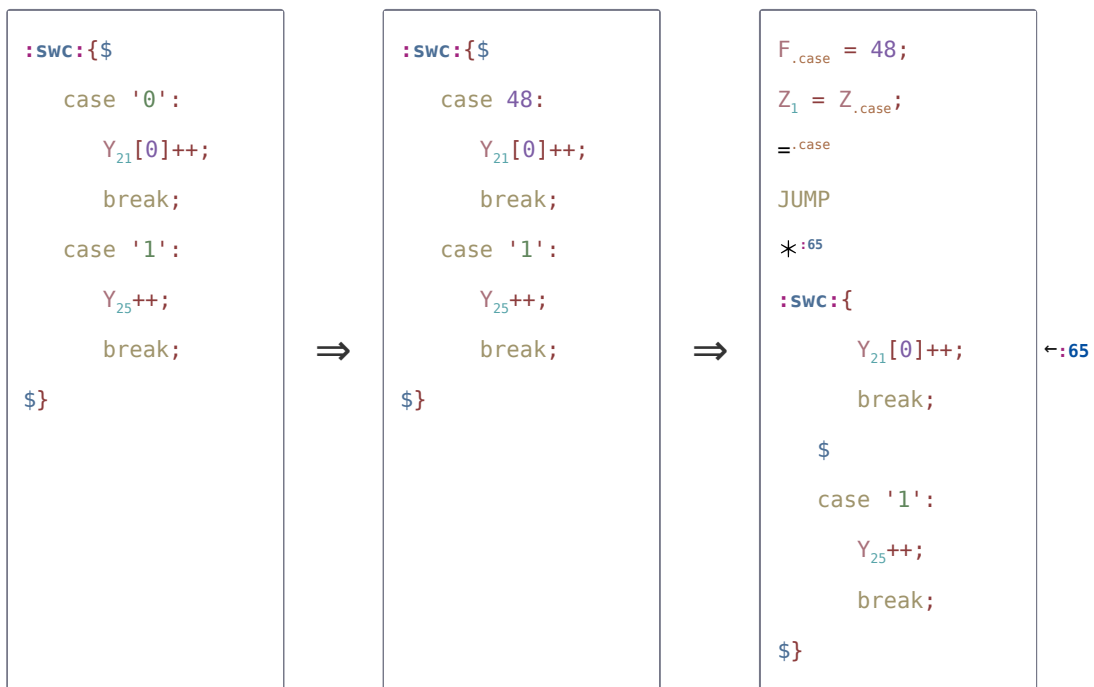 :swc:{$
case '0':
Y₂₁[0]++;
break;
case '1':
Y₂₅++;
break;
$}
⇒
:swc:{$
case 48:
Y₂₁[0]++;
break;
case '1':
Y₂₅++;
break;
$}
⇒
F.case = 48;
Z₁ = Z.case;
=.case
JUMP
*:65
:swc:{
Y₂₁[0]++;
←:65
break;
$
case '1':
Y₂₅++;
break;
$}